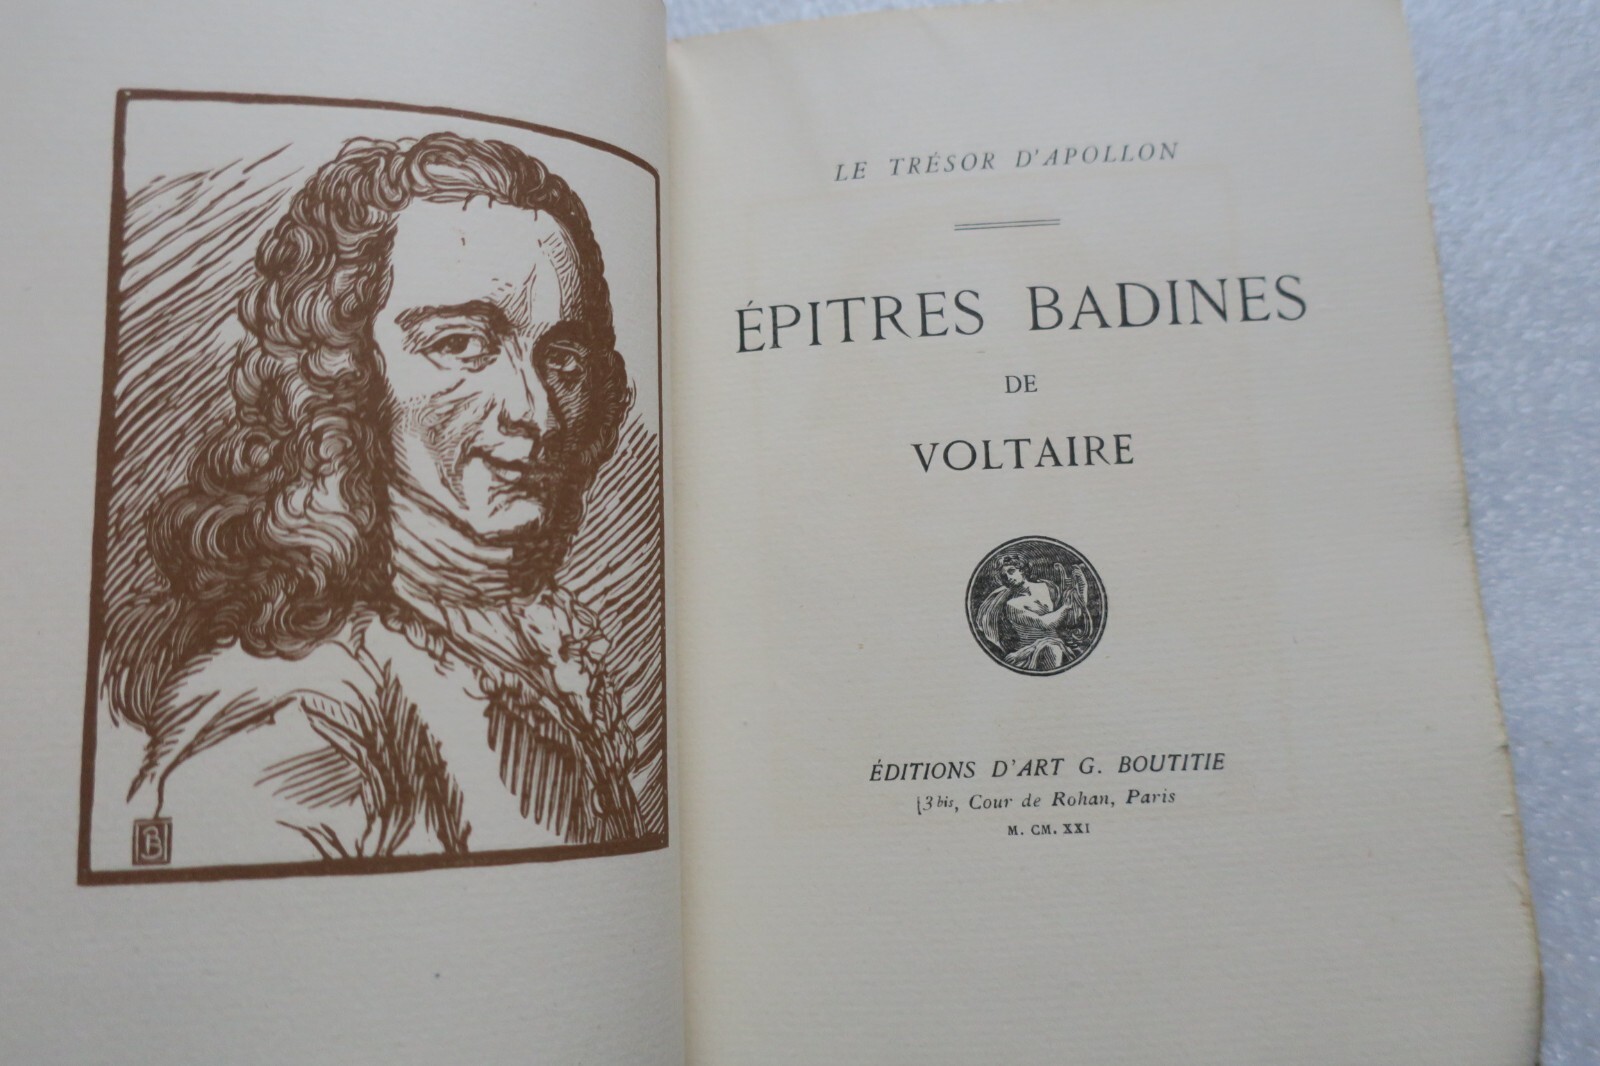 B
LE TRÉSOR D'APOLLON
ÉPITRES BADINES
DE
VOLTAIRE
ÉDITIONS D'ART G. BOUTITIE
3 bis, Cour de Rohan, Paris
M. CM. XXI